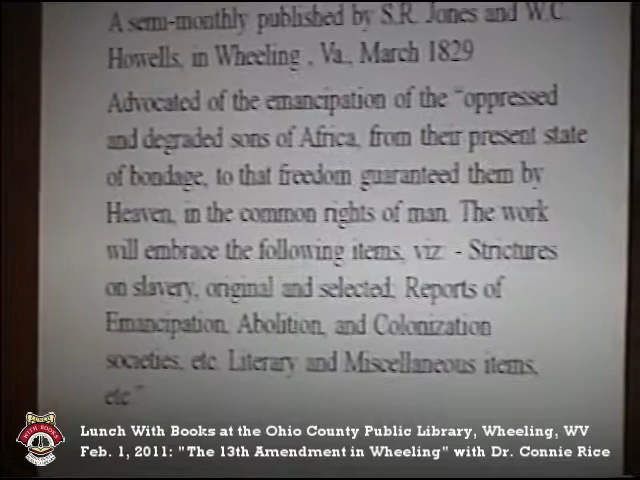 A semi-monthly published by S.R. Jones and W.C.
Howells, in Wheeling , Va., March 1829
Advocated of the emancipation of the “oppressed
and degraded sons of Africa, from their present state
of bondage, to that freedom guaranteed them by
Heaven, in the common rights of man. The work
will embrace the following items, viz: - Strictures
on slavery, original and selected; Reports of
Emancipation, Abolition, and Colonization
societies, etc. Literary and Miscellaneous items,
etc.”
WITH BOOKS
Lunch With Books at the Ohio County Public Library, Wheeling, WV
Feb. 1, 2011: "The 13th Amendment in Wheeling" with Dr. Connie Rice